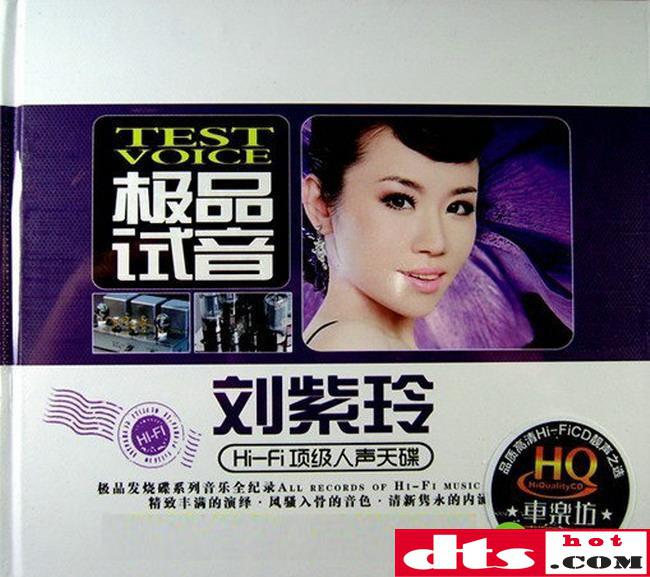 TEST
VOICE
极品
试音
刘紫玲
HI-FI
Hi-Fi顶级人声天碟
极品发烧碟系列音乐全纪录ALL RECORDS OF HI-FI MUSIC
精致丰满的演绎·风骚入骨的音色·清新隽永的内涵
品质高清Hi-FiCD靓声之选
HQ
HiQualityCD
★車樂坊★
dts
hot
.COM